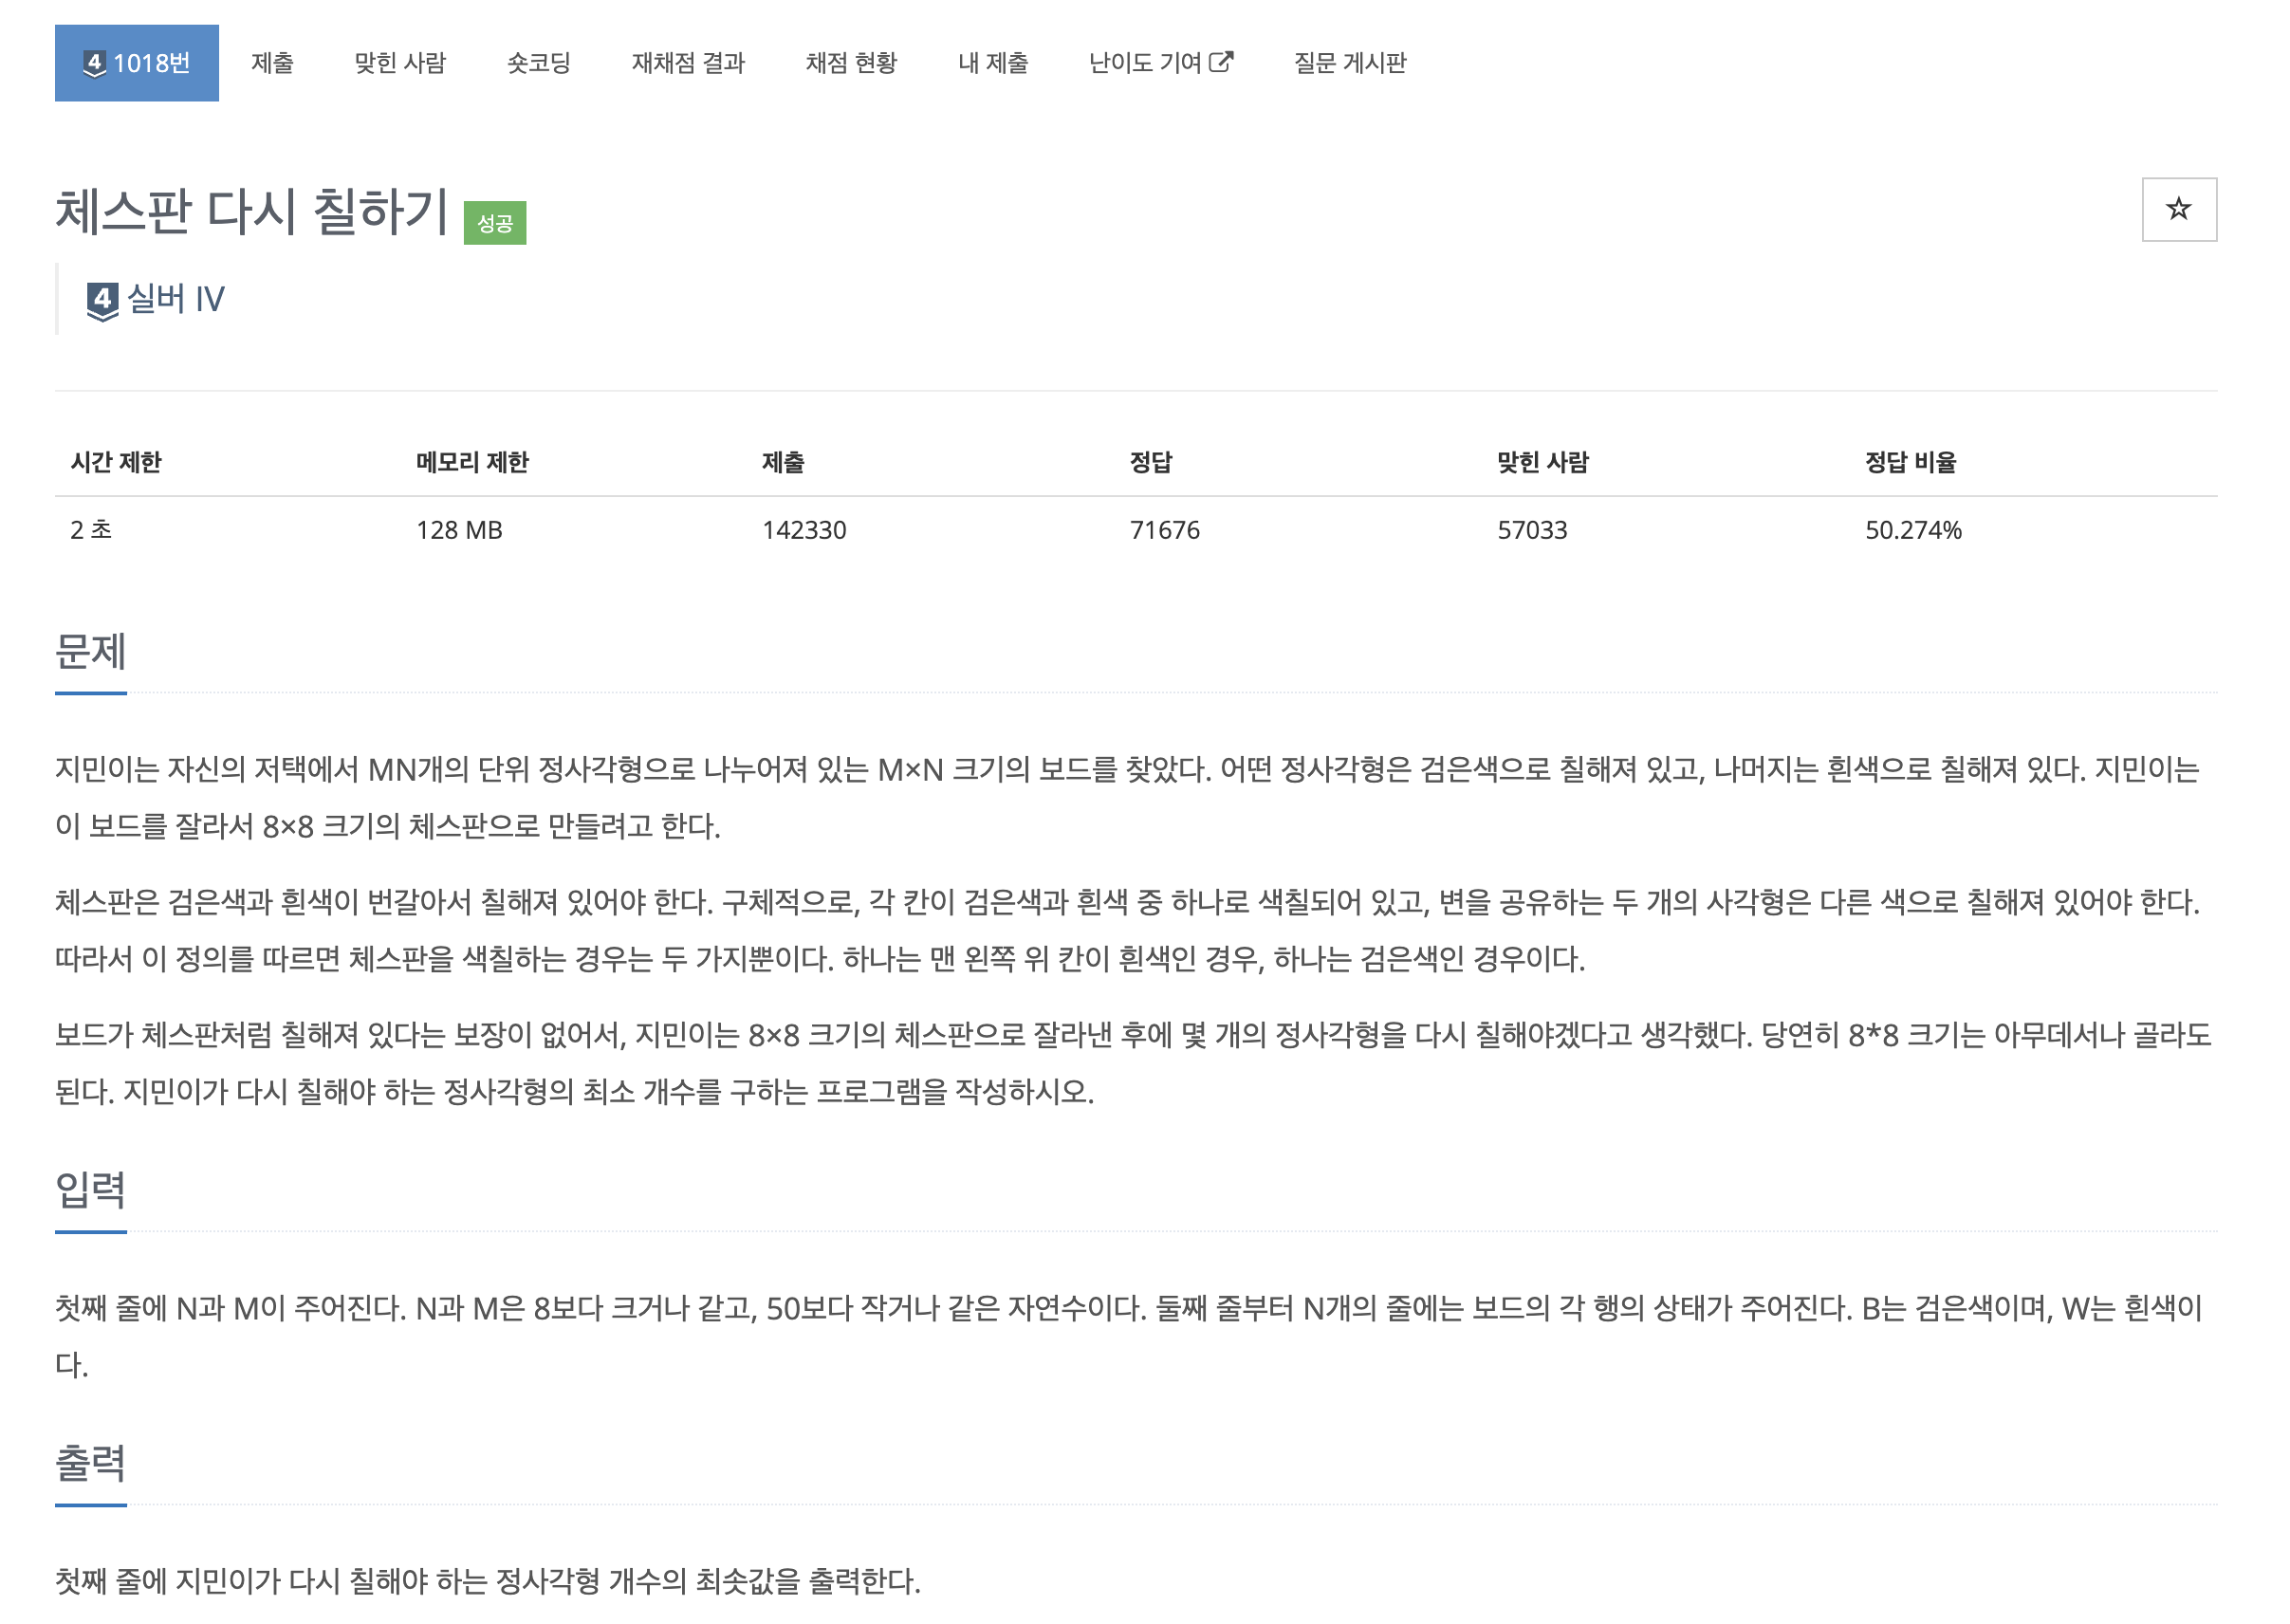 4 1018번 제출 맞힌 사람 숏코딩 재채점 결과 채점 현황 내 제출 난이도 기여 질문 게시판
체스판 다시 칠하기 성공
4 실버 IV
시간 제한 메모리 제한 제출 정답 맞힌 사람 정답 비율
2 초 128 MB 142330 71676 57033 50.274%
문제
지민이는 자신의 저택에서 MN개의 단위 정사각형으로 나누어져 있는 M×N 크기의 보드를 찾았다. 어떤 정사각형은 검은색으로 칠해져 있고, 나머지는 흰색으로 칠해져 있다. 지민이는
이 보드를 잘라서 8×8 크기의 체스판으로 만들려고 한다.
체스판은 검은색과 흰색이 번갈아서 칠해져 있어야 한다. 구체적으로, 각 칸이 검은색과 흰색 중 하나로 색칠되어 있고, 변을 공유하는 두 개의 사각형은 다른 색으로 칠해져 있어야 한다.
따라서 이 정의를 따르면 체스판을 색칠하는 경우는 두 가지뿐이다. 하나는 맨 왼쪽 위 칸이 흰색인 경우, 하나는 검은색인 경우이다.
보드가 체스판처럼 칠해져 있다는 보장이 없어서, 지민이는 8×8 크기의 체스판으로 잘라낸 후에 몇 개의 정사각형을 다시 칠해야겠다고 생각했다. 당연히 8*8 크기는 아무데서나 골라도
된다. 지민이가 다시 칠해야 하는 정사각형의 최소 개수를 구하는 프로그램을 작성하시오.
입력
첫째 줄에 N과 M이 주어진다. N과 M은 8보다 크거나 같고, 50보다 작거나 같은 자연수이다. 둘째 줄부터 N개의 줄에는 보드의 각 행의 상태가 주어진다. B는 검은색이며, W는 흰색이
다.
출력
첫째 줄에 지민이가 다시 칠해야 하는 정사각형 개수의 최솟값을 출력한다.